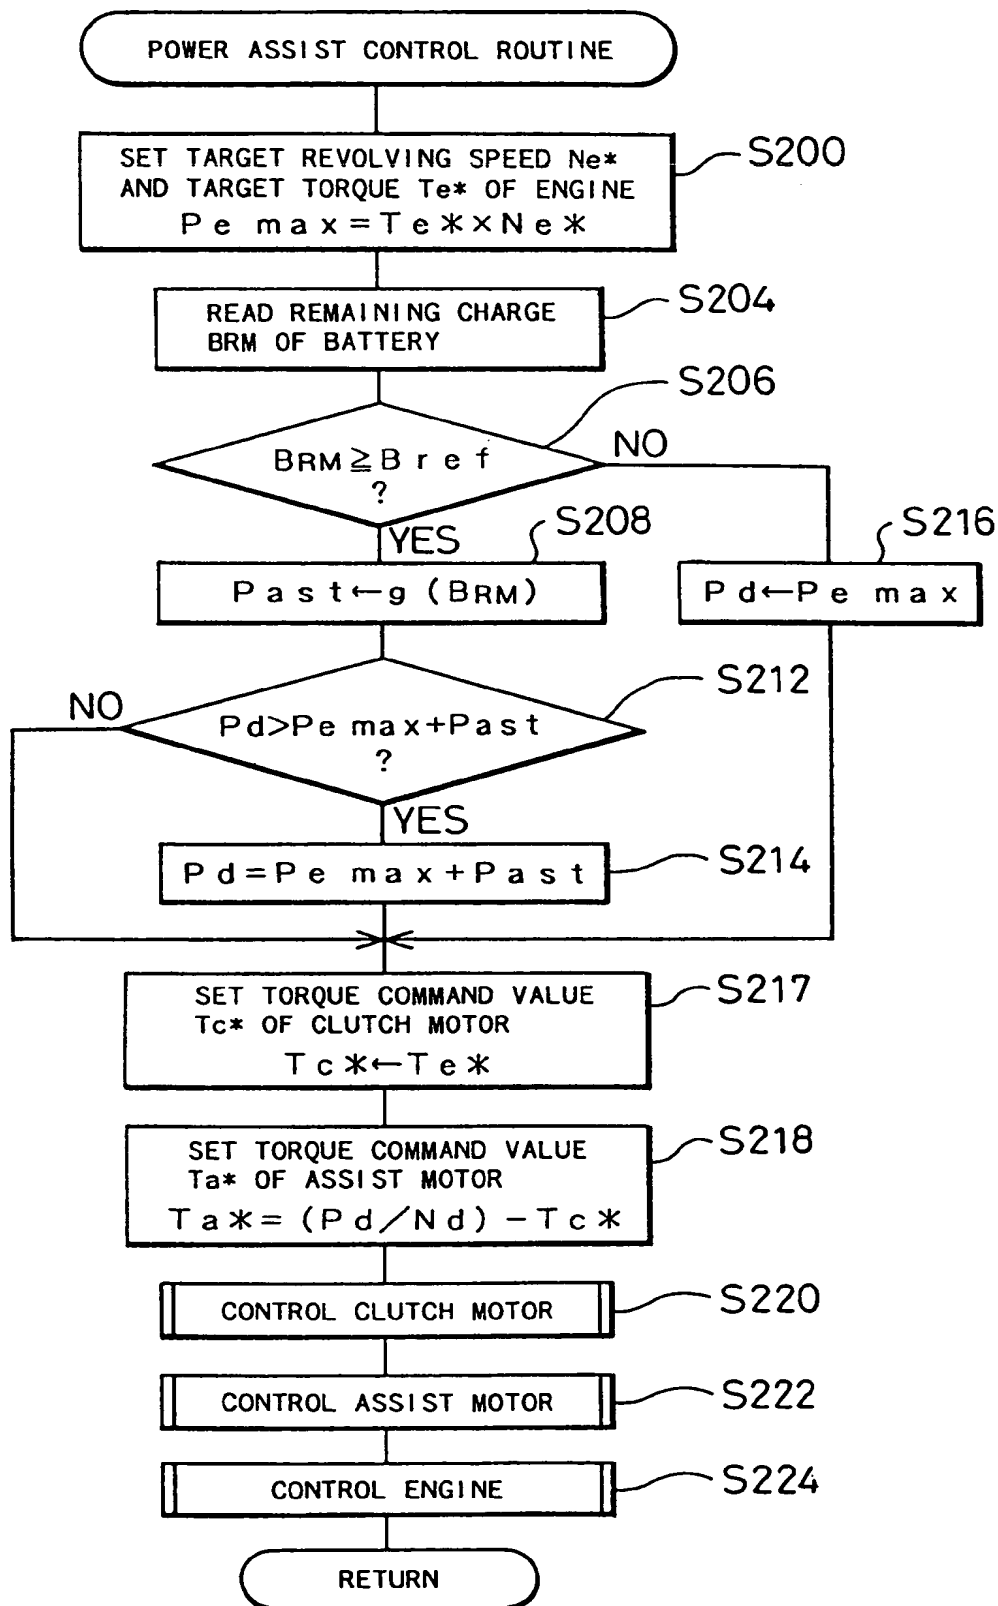 POWER ASSIST CONTROL ROUTINE
SET TARGET REVOLVING SPEED Ne*
AND TARGET TORQUE Te* OF ENGINE
Pe max=Te*×Ne*
S200
READ REMAINING CHARGE
BRM OF BATTERY
S204
S206
BRM≧Bref
?
NO
YES
S208
Past←g (BRM)
S216
Pd←Pe max
S212
NO
Pd>Pe max+Past
?
YES
Pd=Pe max+Past
S214
SET TORQUE COMMAND VALUE
Tc* OF CLUTCH MOTOR
Tc*←Te*
S217
SET TORQUE COMMAND VALUE
Ta* OF ASSIST MOTOR
Ta*= (Pd/Nd) -Tc*
S218
CONTROL CLUTCH MOTOR
S220
CONTROL ASSIST MOTOR
S222
CONTROL ENGINE
S224
RETURN